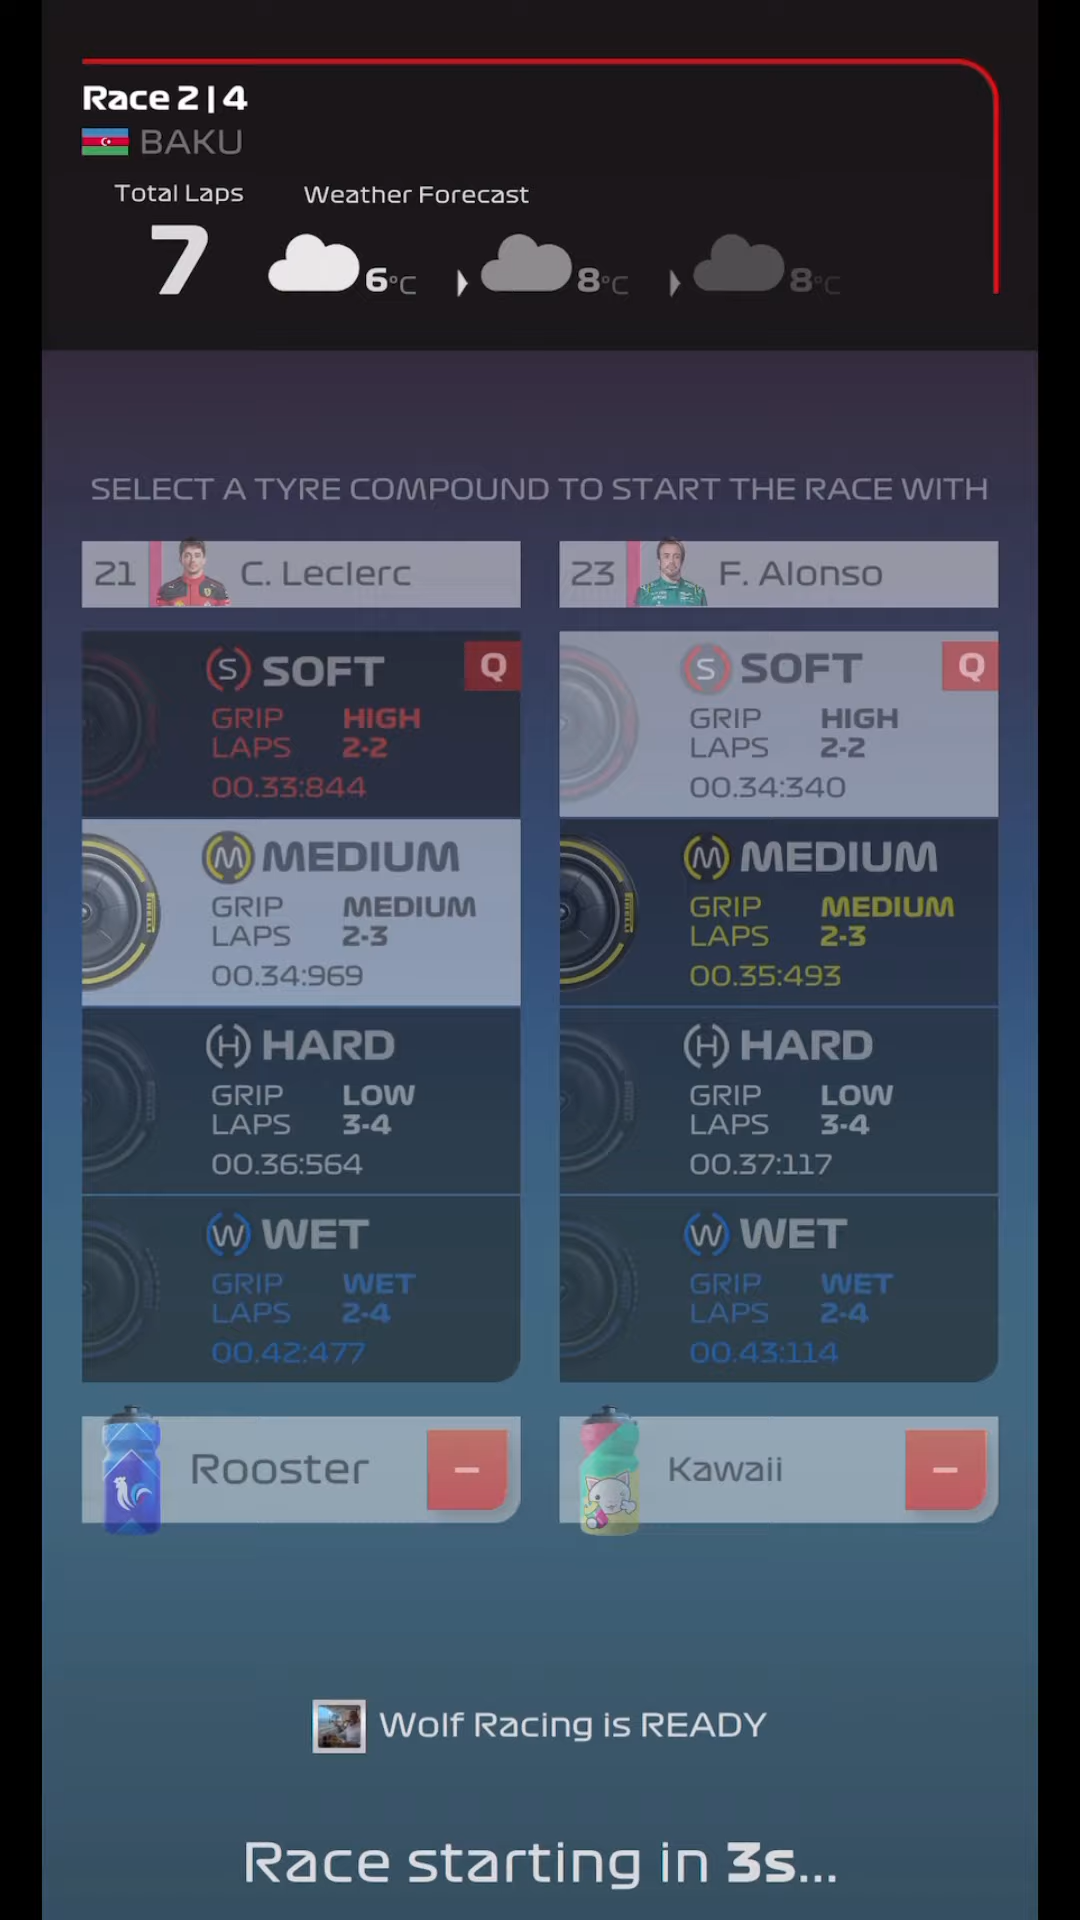 Race 2|4
BAKU
Total Laps
Weather Forecast
7
6°C
8°C
8°C
SELECT A TYRE COMPOUND TO START THE RACE WITH
21 C. Leclerc
23 F. Alonso
S SOFT Q
GRIP HIGH
LAPS 2-2
00.33:844
S SOFT Q
GRIP HIGH
LAPS 2-2
00.34:340
M MEDIUM
GRIP MEDIUM
LAPS 2-3
00.34:969
M MEDIUM
GRIP MEDIUM
LAPS 2-3
00.35:493
H HARD
GRIP LOW
LAPS 3-4
00.36:564
H HARD
GRIP LOW
LAPS 3-4
00.37:117
W WET
GRIP WET
LAPS 2-4
00.42:477
W WET
GRIP WET
LAPS 2-4
00.43:114
Rooster –
Kawaii –
Wolf Racing is READY
Race starting in 3s...